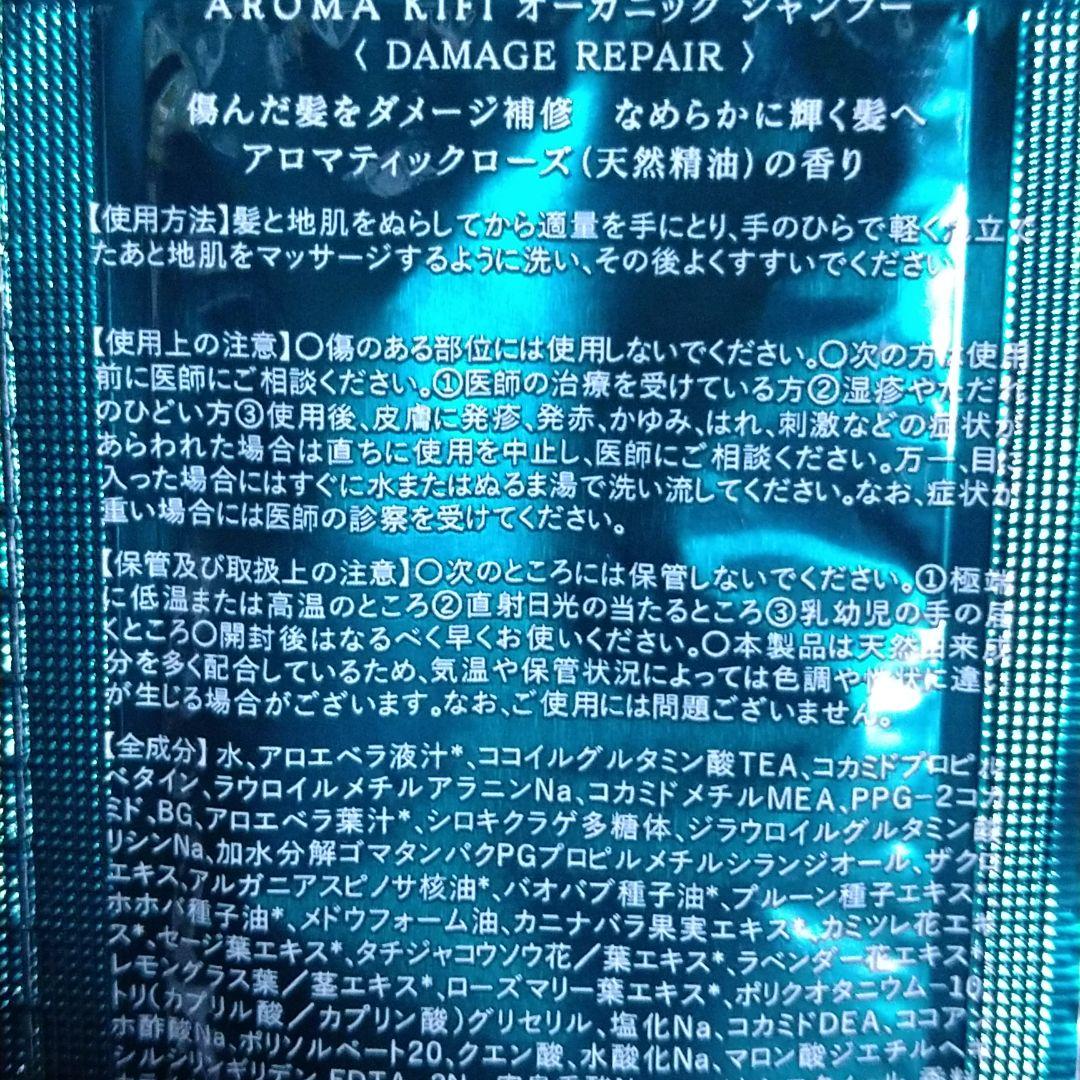 AROMA KIFI オーガニック シャンプー
〈 DAMAGE REPAIR 〉
傷んだ髪をダメージ補修 なめらかに輝く髪へ
アロマティックローズ(天然精油)の香り
【使用方法】髪と地肌をぬらしてから適量を手にとり、手のひらで軽く泡立て
たあと地肌をマッサージするように洗い、その後よくすすいでください
【使用上の注意】〇傷のある部位には使用しないでください。〇次の方は使用
前に医師にご相談ください。①医師の治療を受けている方②湿疹やただれ
のひどい方③使用後、皮膚に発疹、発赤、かゆみ、はれ、刺激などの症状が
あらわれた場合は直ちに使用を中止し、医師にご相談ください。万一、目に
入った場合にはすぐに水またはぬるま湯で洗い流してください。なお、症状が
重い場合には医師の診察を受けてください。
【保管及び取扱上の注意】〇次のところには保管しないでください。①極端
に低温または高温のところ②直射日光の当たるところ③乳幼児の手の届
くところ〇開封後はなるべく早くお使いください。〇本製品は天然由来成
分を多く配合しているため、気温や保管状況によっては色調や性状に違い
が生じる場合がございます。なお、ご使用には問題ございません。
【全成分】水、アロエベラ液汁*、ココイルグルタミン酸TEA、コカミドプロピル
ベタイン、ラウロイルメチルアラニンNa、コカミドメチルMEA、PPG-2コカ
ミド、BG、アロエベラ葉汁*、シロキクラゲ多糖体、ジラウロイルグルタミン酸
リシンNa、加水分解ゴマタンパクPGプロピルメチルシランジオール、ザクロ
エキス、アルガニアスピノサ核油*、バオバブ種子油*、プルーン種子エキス*
ホホバ種子油*、メドウフォーム油、カニナバラ果実エキス*、カミツレ花エキ
ス*、セージ葉エキス*、タチジャコウソウ花／葉エキス*、ラベンダー花エキス*
レモングラス葉／茎エキス*、ローズマリー葉エキス*、ポリクオタニウム-10、
トリ(カプリル酸／カプリン酸)グリセリル、塩化Na、コカミドDEA、ココアン
ホ酢酸Na、ポリソルベート20、クエン酸、水酸化Na、マロン酸ジエチルヘキ
シルシリ
EDTA-2N